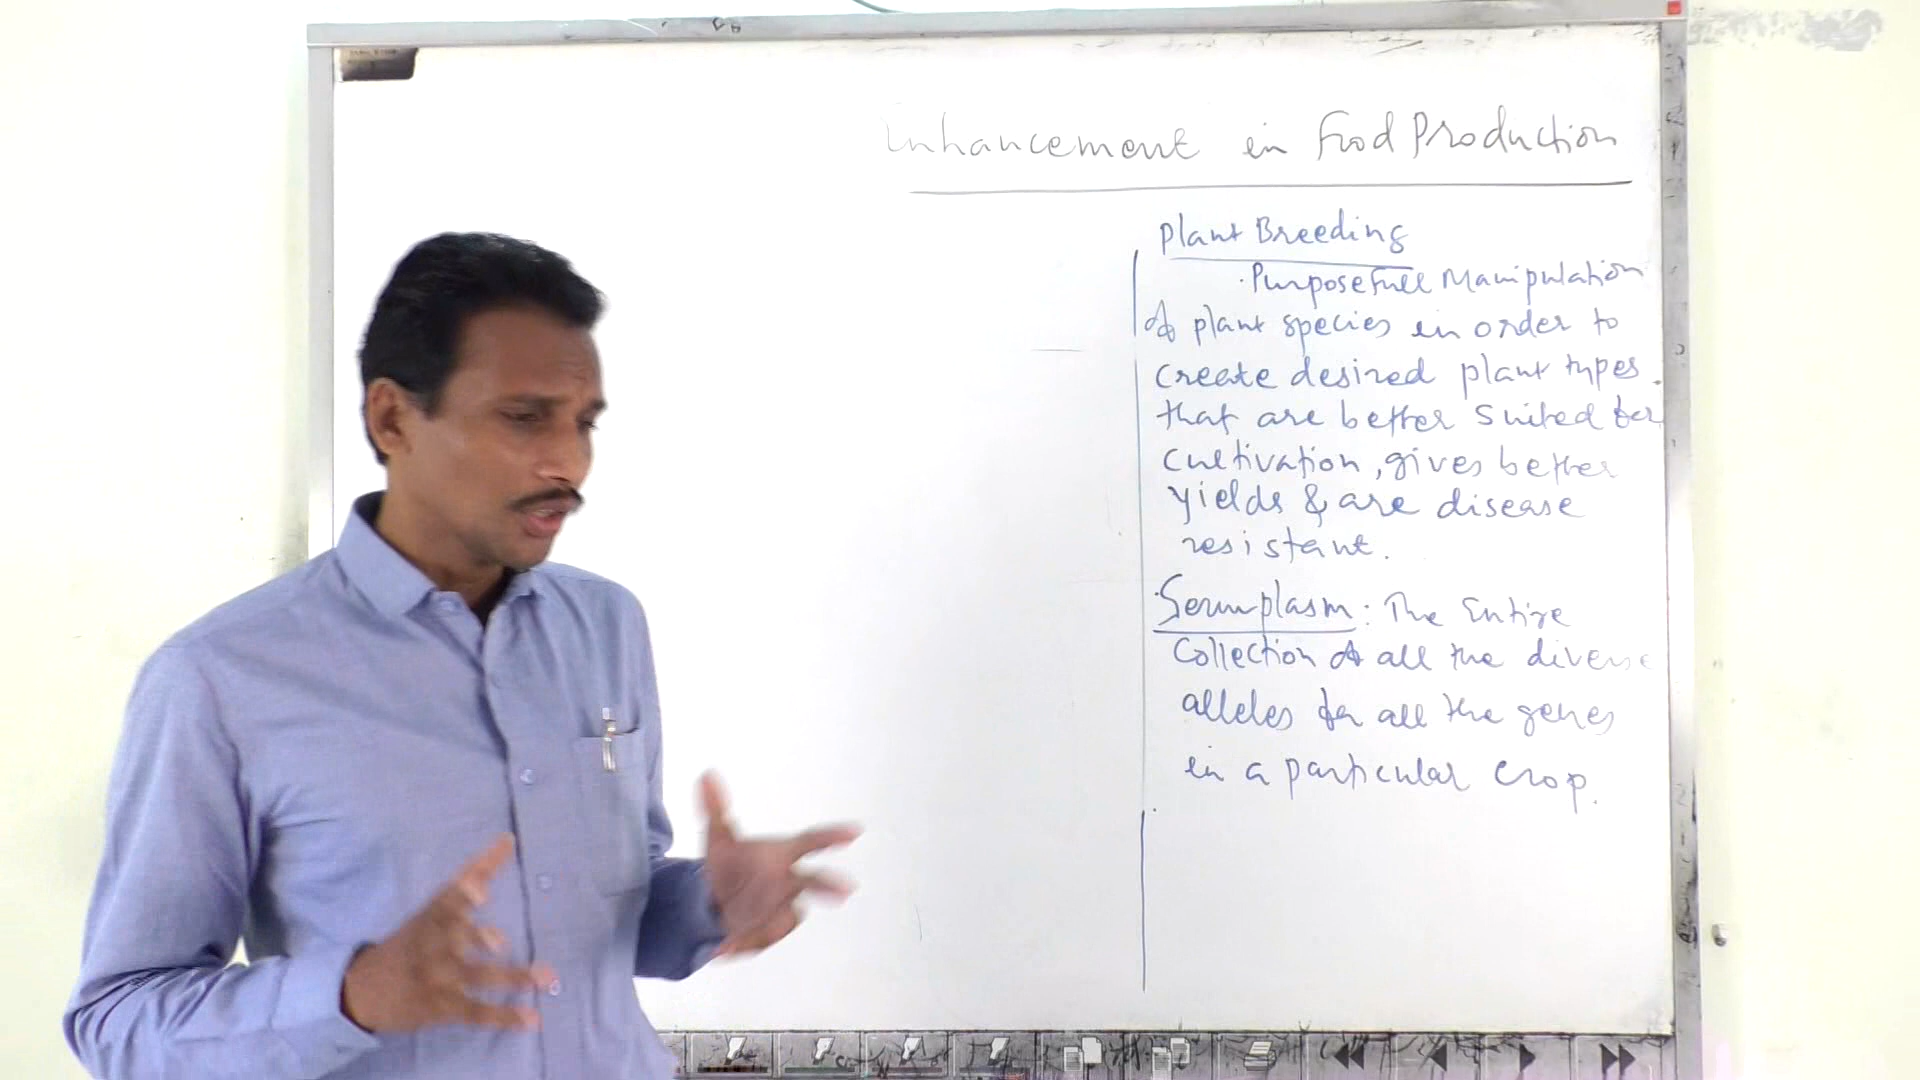 Enhancement in Food Production
Plant Breeding
. Purposefull Manipulation
of plant species in order to
create desired plant types.
that are better suited for
cultivation, gives better
yields & are disease
resistant.
Germplasm : The Entire
Collection of all the diverse
alleles for all the genes
in a particular crop.